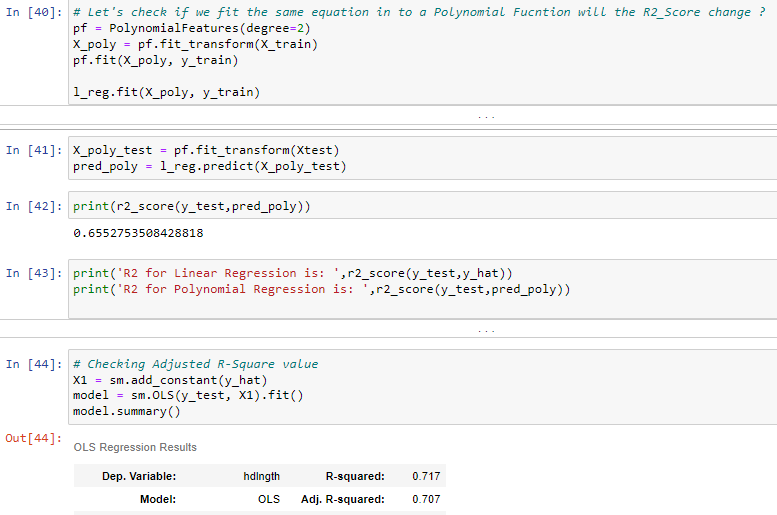 In [40]: # Let's check if we fit the same equation in to a Polynomial Fucntion will the R2_Score change ?
pf = PolynomialFeatures(degree=2)
X_poly = pf.fit_transform(X_train)
pf.fit(X_poly, y_train)
l_reg.fit(X_poly, y_train)
...
In [41]: X_poly_test = pf.fit_transform(Xtest)
pred_poly = l_reg.predict(X_poly_test)
In [42]: print(r2_score(y_test,pred_poly))
0.6552753508428818
In [43]: print('R2 for Linear Regression is: ',r2_score(y_test,y_hat))
print('R2 for Polynomial Regression is: ',r2_score(y_test,pred_poly))
...
In [44]: # Checking Adjusted R-Square value
X1 = sm.add_constant(y_hat)
model = sm.OLS(y_test, X1).fit()
model.summary()
Out[44]:
OLS Regression Results
Dep. Variable: hdlngth R-squared: 0.717
Model: OLS Adj. R-squared: 0.707